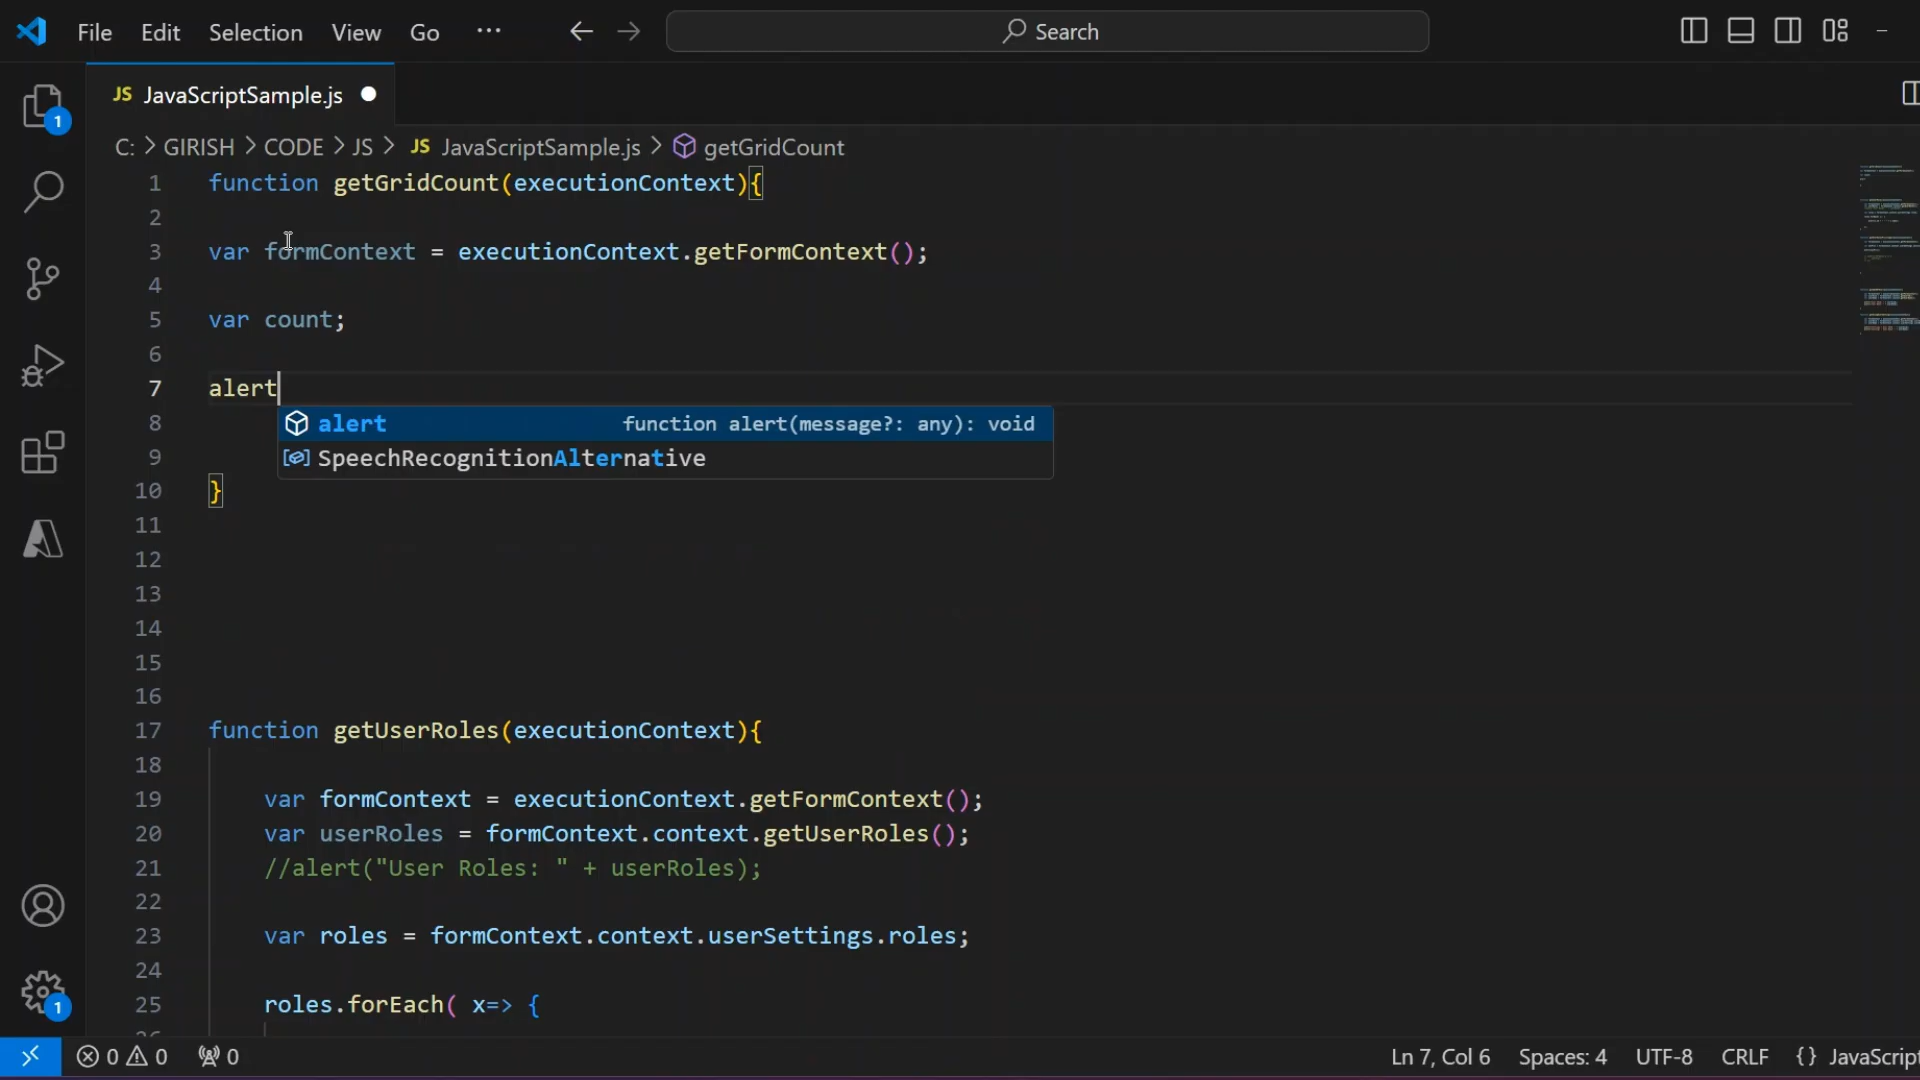 File Edit Selection View Go ··· Search
JS JavaScriptSample.js
1
C: > GIRISH > CODE > JS > JS JavaScriptSample.js > getGridCount
1 function getGridCount(executionContext){
2
3 var formContext = executionContext.getFormContext();
4
5 var count;
6
7 alert
8 alert function alert(message?: any): void
9 SpeechRecognitionAlternative
10 }
11
12
13
14
15
16
17 function getUserRoles(executionContext){
18
19 var formContext = executionContext.getFormContext();
20 var userRoles = formContext.context.getUserRoles();
21 //alert("User Roles: " + userRoles);
22
23 var roles = formContext.context.userSettings.roles;
24
25 roles.forEach( x=> {
1
0 0 0 Ln 7, Col 6 Spaces: 4 UTF-8 CRLF {} JavaScript